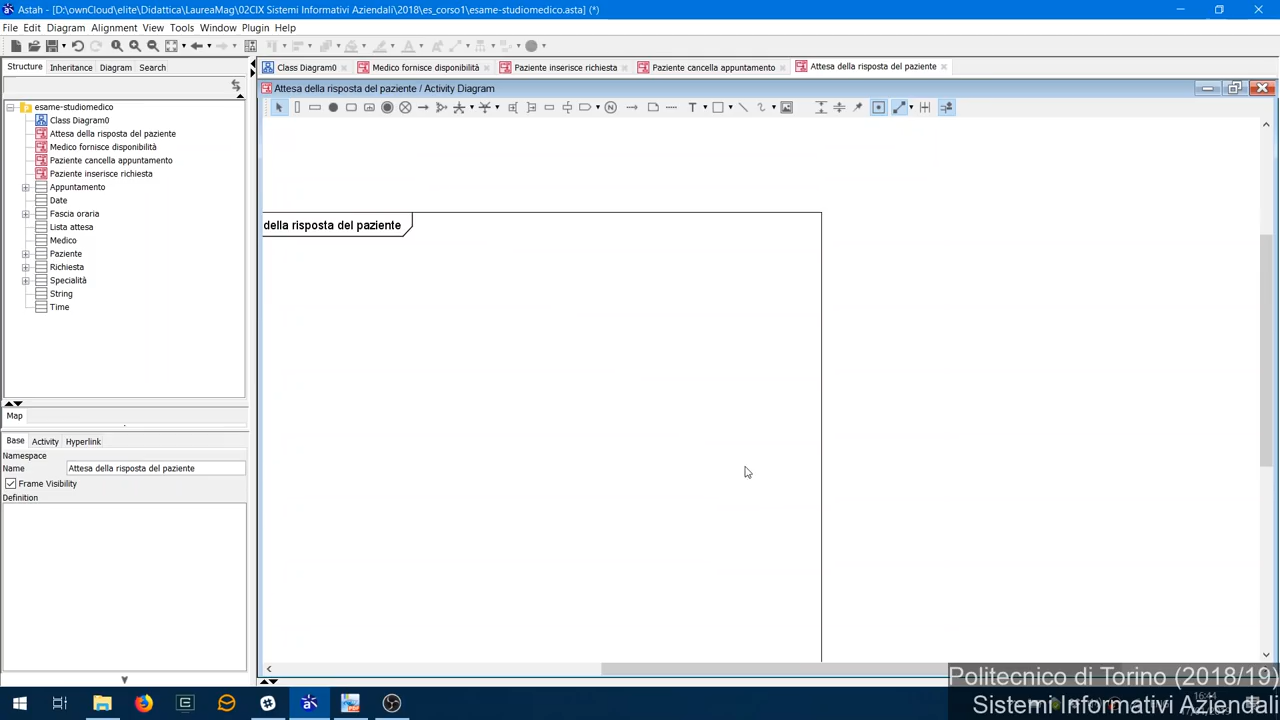 Astah - [D:\ownCloud\elite\Didattica\LaureaMag\02CIX Sistemi Informativi Aziendali\2018\es_corso1\esame-studiomedico.asta] (*)
File Edit Diagram Alignment View Tools Window Plugin Help
Structure Inheritance Diagram Search
Class Diagram0 Medico fornisce disponibilità Paziente inserisce richiesta Paziente cancella appuntamento Attesa della risposta del paziente
Attesa della risposta del paziente / Activity Diagram
esame-studiomedico
Class Diagram0
Attesa della risposta del paziente
Medico fornisce disponibilità
Paziente cancella appuntamento
Paziente inserisce richiesta
Appuntamento
Date
Fascia oraria
Lista attesa
Medico
Paziente
Richiesta
Specialità
String
Time
Map
Base Activity Hyperlink
Namespace
Name Attesa della risposta del paziente
Frame Visibility
Definition
della risposta del paziente
Politecnico di Torino (2018/19)
Sistemi Informativi Aziendali